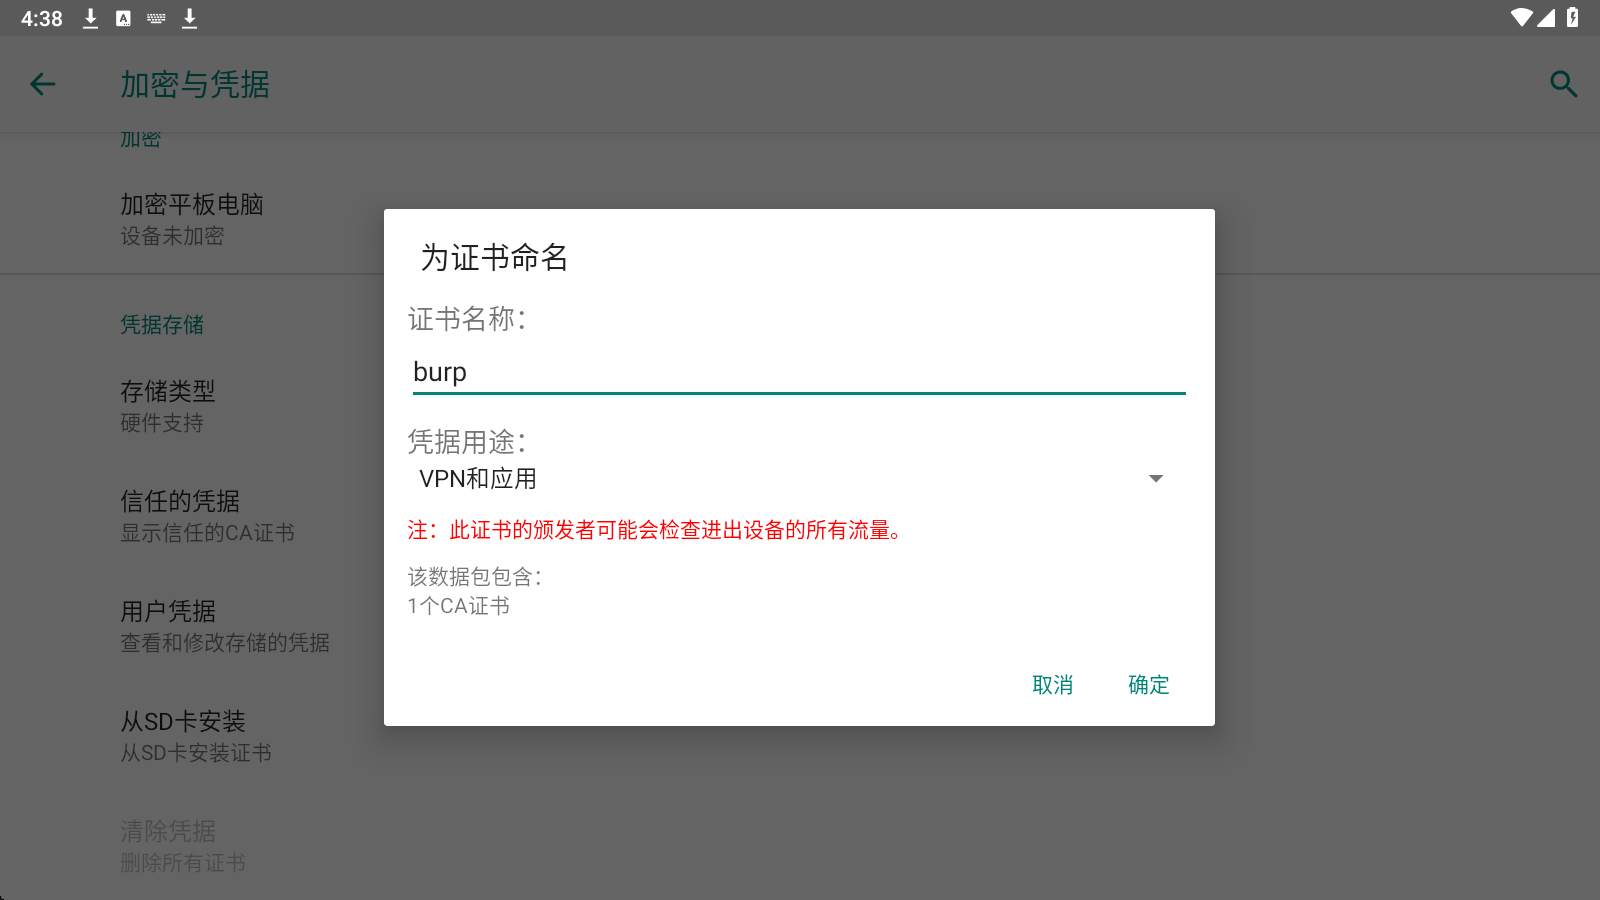 4:38
加密与凭据
加密
加密平板电脑
设备未加密
凭据存储
存储类型
硬件支持
信任的凭据
显示信任的CA证书
用户凭据
查看和修改存储的凭据
从SD卡安装
从SD卡安装证书
清除凭据
删除所有证书
为证书命名
证书名称：
burp
凭据用途：
VPN和应用
注：此证书的颁发者可能会检查进出设备的所有流量。
该数据包包含：
1个CA证书
取消 确定